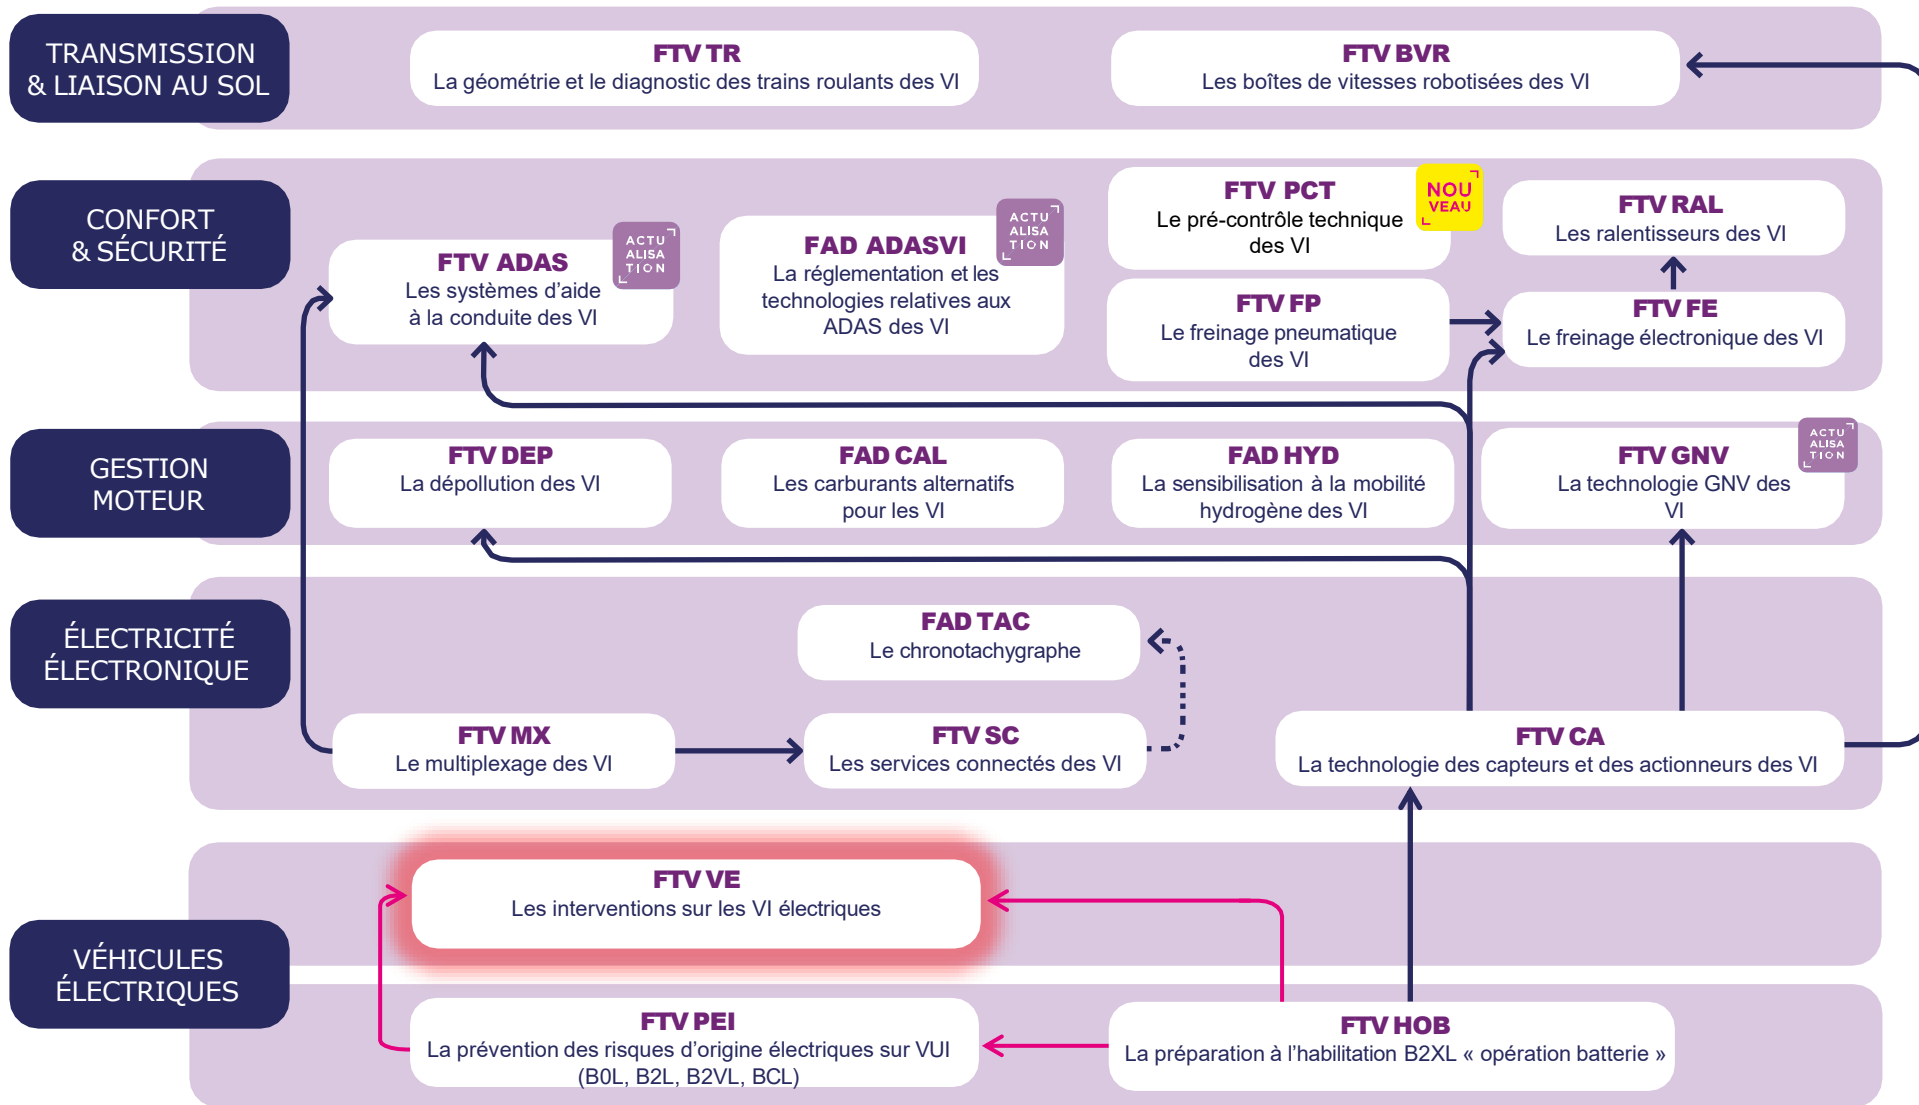 TRANSMISSION
& LIAISON AU SOL
FTV TR
La géométrie et le diagnostic des trains roulants des VI
FTV BVR
Les boîtes de vitesses robotisées des VI
CONFORT
& SÉCURITÉ
FTV ADAS
Les systèmes d'aide
à la conduite des VI
ACTU
ALISA
TION
FAD ADASVI
La réglementation et les
technologies relatives aux
ADAS des VI
ACTU
ALISA
TION
FTV PCT
Le pré-contrôle technique
des VI
NOU
VEAU
FTV RAL
Les ralentisseurs des VI
FTV FP
Le freinage pneumatique
des VI
FTV FE
Le freinage électronique des VI
GESTION
MOTEUR
FTV DEP
La dépollution des VI
FAD CAL
Les carburants alternatifs
pour les VI
FAD HYD
La sensibilisation à la mobilité
hydrogène des VI
FTV GNV
La technologie GNV des
VI
ACTU
ALISA
TION
ÉLECTRICITÉ
ÉLECTRONIQUE
FAD TAC
Le chronotachygraphe
FTV MX
Le multiplexage des VI
FTV SC
Les services connectés des VI
FTV CA
La technologie des capteurs et des actionneurs des VI
VÉHICULES
ÉLECTRIQUES
FTV VE
Les interventions sur les VI électriques
FTV PEI
La prévention des risques d'origine électriques sur VUI
(B0L, B2L, B2VL, BCL)
FTV HOB
La préparation à l'habilitation B2XL « opération batterie »